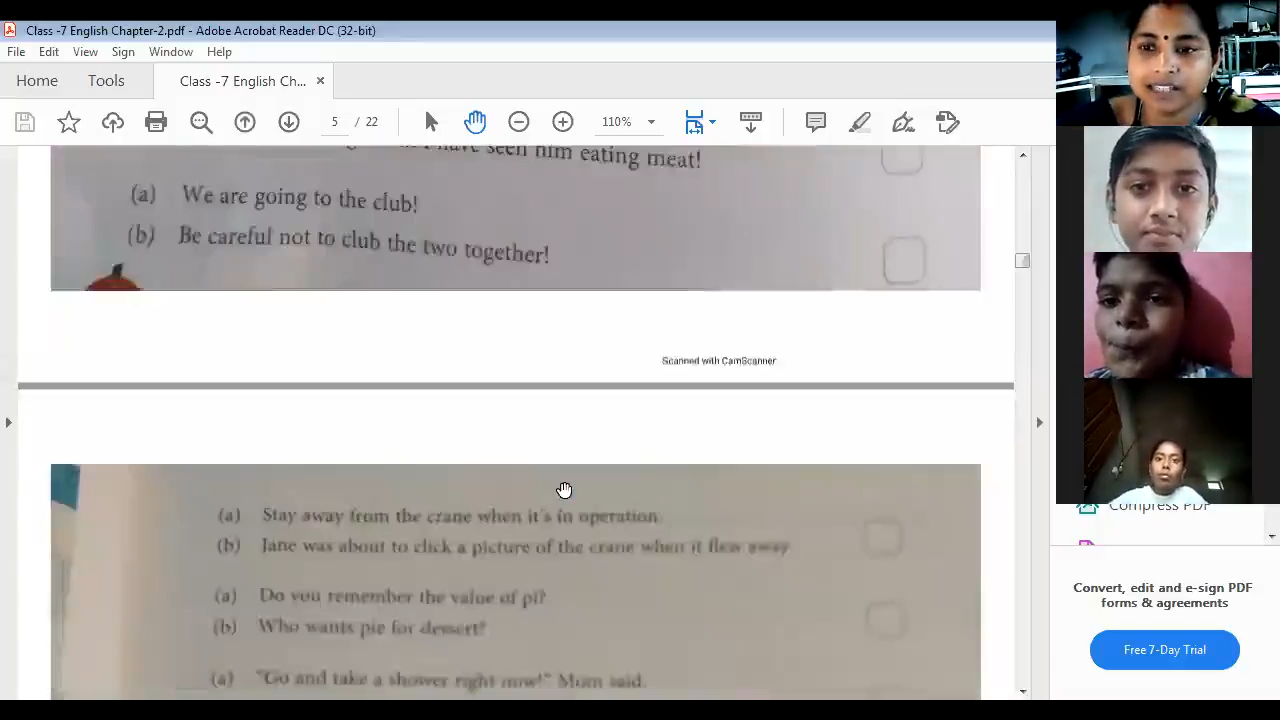 Class -7 English Chapter-2.pdf - Adobe Acrobat Reader DC (32-bit)
File Edit View Sign Window Help
Home Tools Class -7 English Ch... ×
5 / 22 110%
I have seen him eating meat!
(a) We are going to the club!
(b) Be careful not to club the two together!
Scanned with CamScanner
(a) Stay away from the crane when it's in operation.
(b) Jane was about to click a picture of the crane when it flew away
(a) Do you remember the value of pi?
(b) Who wants pie for dessert?
(a) "Go and take a shower right now!" Mom said.
Compress PDF
Convert, edit and e-sign PDF
forms & agreements
Free 7-Day Trial